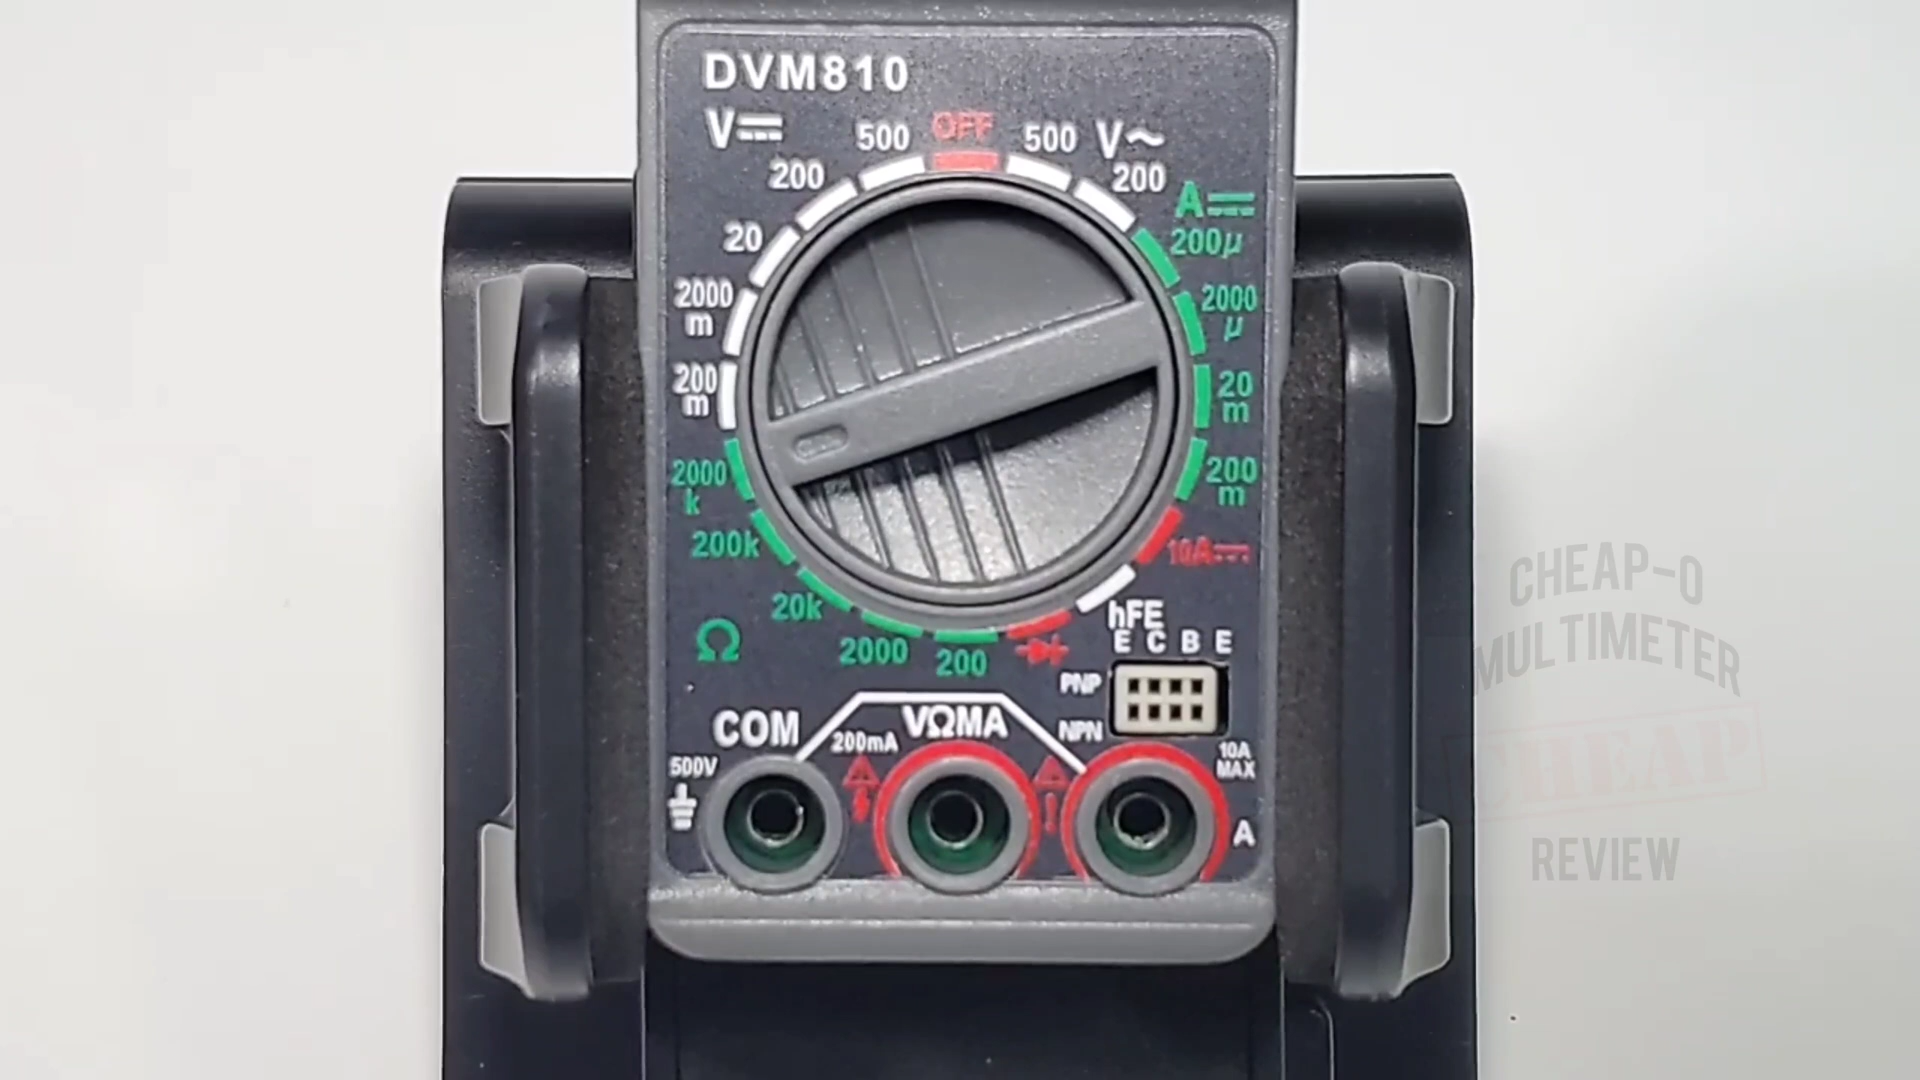 DVM810
V⎓
500
OFF
500
V~
200
200
A⎓
20
200µ
2000
m
2000
µ
200
m
20
m
2000
k
200
m
200k
10A⎓
20k
hFE
Ω
2000
200
E C B E
PNP
NPN
COM
200mA
VΩMA
500V
10A
MAX
A
CHEAP-O
MULTIMETER
CHEAP
REVIEW